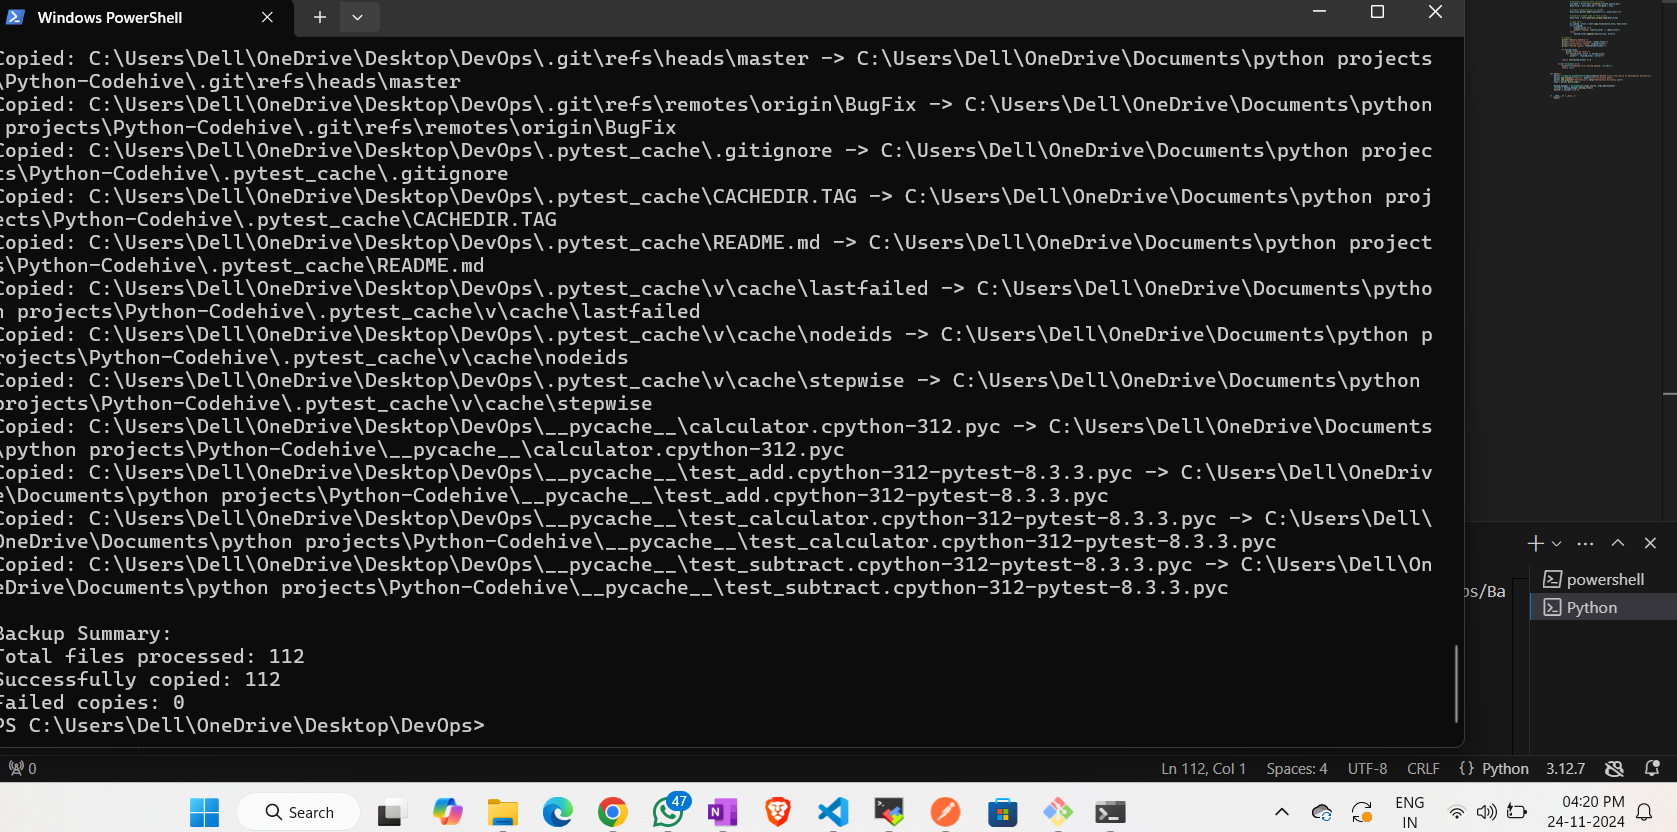 Windows PowerShell
Copied: C:\Users\Dell\OneDrive\Desktop\DevOps\.git\refs\heads\master -> C:\Users\Dell\OneDrive\Documents\python projects
\Python-Codehive\.git\refs\heads\master
Copied: C:\Users\Dell\OneDrive\Desktop\DevOps\.git\refs\remotes\origin\BugFix -> C:\Users\Dell\OneDrive\Documents\python
projects\Python-Codehive\.git\refs\remotes\origin\BugFix
Copied: C:\Users\Dell\OneDrive\Desktop\DevOps\.pytest_cache\.gitignore -> C:\Users\Dell\OneDrive\Documents\python projec
ts\Python-Codehive\.pytest_cache\.gitignore
Copied: C:\Users\Dell\OneDrive\Desktop\DevOps\.pytest_cache\CACHEDIR.TAG -> C:\Users\Dell\OneDrive\Documents\python proj
ects\Python-Codehive\.pytest_cache\CACHEDIR.TAG
Copied: C:\Users\Dell\OneDrive\Desktop\DevOps\.pytest_cache\README.md -> C:\Users\Dell\OneDrive\Documents\python project
s\Python-Codehive\.pytest_cache\README.md
Copied: C:\Users\Dell\OneDrive\Desktop\DevOps\.pytest_cache\v\cache\lastfailed -> C:\Users\Dell\OneDrive\Documents\pytho
n projects\Python-Codehive\.pytest_cache\v\cache\lastfailed
Copied: C:\Users\Dell\OneDrive\Desktop\DevOps\.pytest_cache\v\cache\nodeids -> C:\Users\Dell\OneDrive\Documents\python p
rojects\Python-Codehive\.pytest_cache\v\cache\nodeids
Copied: C:\Users\Dell\OneDrive\Desktop\DevOps\.pytest_cache\v\cache\stepwise -> C:\Users\Dell\OneDrive\Documents\python
projects\Python-Codehive\.pytest_cache\v\cache\stepwise
Copied: C:\Users\Dell\OneDrive\Desktop\DevOps\__pycache__\calculator.cpython-312.pyc -> C:\Users\Dell\OneDrive\Documents
\python projects\Python-Codehive\__pycache__\calculator.cpython-312.pyc
Copied: C:\Users\Dell\OneDrive\Desktop\DevOps\__pycache__\test_add.cpython-312-pytest-8.3.3.pyc -> C:\Users\Dell\OneDriv
e\Documents\python projects\Python-Codehive\__pycache__\test_add.cpython-312-pytest-8.3.3.pyc
Copied: C:\Users\Dell\OneDrive\Desktop\DevOps\__pycache__\test_calculator.cpython-312-pytest-8.3.3.pyc -> C:\Users\Dell\
OneDrive\Documents\python projects\Python-Codehive\__pycache__\test_calculator.cpython-312-pytest-8.3.3.pyc
Copied: C:\Users\Dell\OneDrive\Desktop\DevOps\__pycache__\test_subtract.cpython-312-pytest-8.3.3.pyc -> C:\Users\Dell\On
eDrive\Documents\python projects\Python-Codehive\__pycache__\test_subtract.cpython-312-pytest-8.3.3.pyc
Backup Summary:
Total files processed: 112
Successfully copied: 112
Failed copies: 0
PS C:\Users\Dell\OneDrive\Desktop\DevOps>
powershell
ps/Ba
Python
0
Ln 112, Col 1 Spaces: 4 UTF-8 CRLF {} Python 3.12.7
Search
47
ENG
IN
04:20 PM
24-11-2024